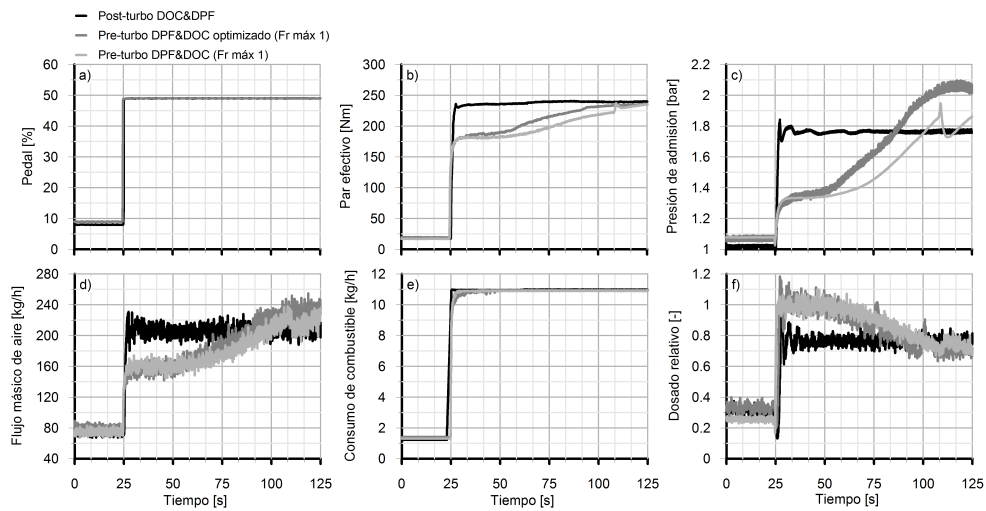 Post-turbo DOC&DPF
Pre-turbo DPF&DOC optimizado (Fr máx 1)
Pre-turbo DPF&DOC (Fr máx 1)
a)
Pedal [%]
60
50
40
30
20
10
0
b)
Par efectivo [Nm]
300
250
200
150
100
50
0
c)
Presión de admisión [bar]
2.2
2
1.8
1.6
1.4
1.2
1
d)
Flujo másico de aire [kg/h]
280
240
200
160
120
80
40
0 25 50 75 100 125
Tiempo [s]
e)
Consumo de combustible [kg/h]
12
10
8
6
4
2
0
0 25 50 75 100 125
Tiempo [s]
f)
Dosado relativo [-]
1.2
1
0.8
0.6
0.4
0.2
0
0 25 50 75 100 125
Tiempo [s]